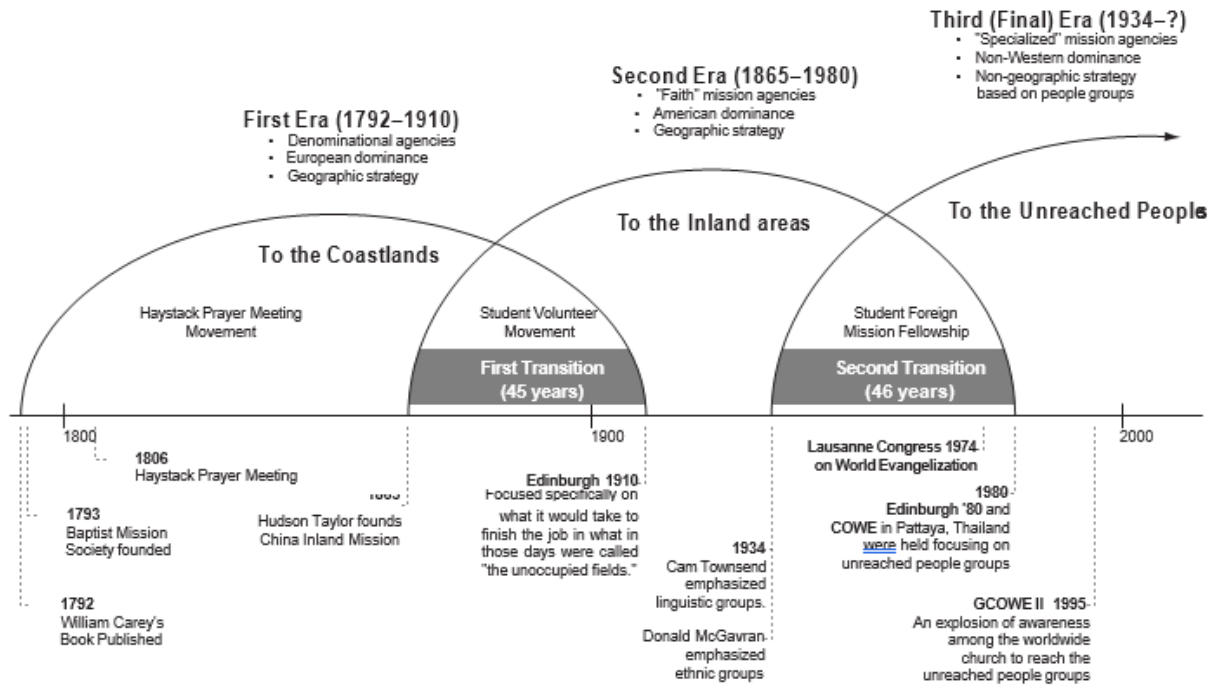 Third (Final) Era (1934–?)
• "Specialized" mission agencies
• Non-Western dominance
• Non-geographic strategy
based on people groups
Second Era (1865–1980)
• "Faith" mission agencies
• American dominance
• Geographic strategy
First Era (1792–1910)
• Denominational agencies
• European dominance
• Geographic strategy
To the Coastlands
To the Inland areas
To the Unreached Peoples
Haystack Prayer Meeting
Movement
Student Volunteer
Movement
Student Foreign
Mission Fellowship
First Transition
(45 years)
Second Transition
(46 years)
1800
1900
2000
1806
Haystack Prayer Meeting
1793
Baptist Mission
Society founded
1792
William Carey's
Book Published
Hudson Taylor founds
China Inland Mission
Edinburgh 1910
Focused specifically on
what it would take to
finish the job in what in
those days were called
"the unoccupied fields."
1934
Cam Townsend
emphasized
linguistic groups.
Donald McGavran
emphasized
ethnic groups
Lausanne Congress 1974
on World Evangelization
1980
Edinburgh '80 and
COWE in Pattaya, Thailand
were held focusing on
unreached people groups
GCOWE II 1995
An explosion of awareness
among the worldwide
church to reach the
unreached people groups